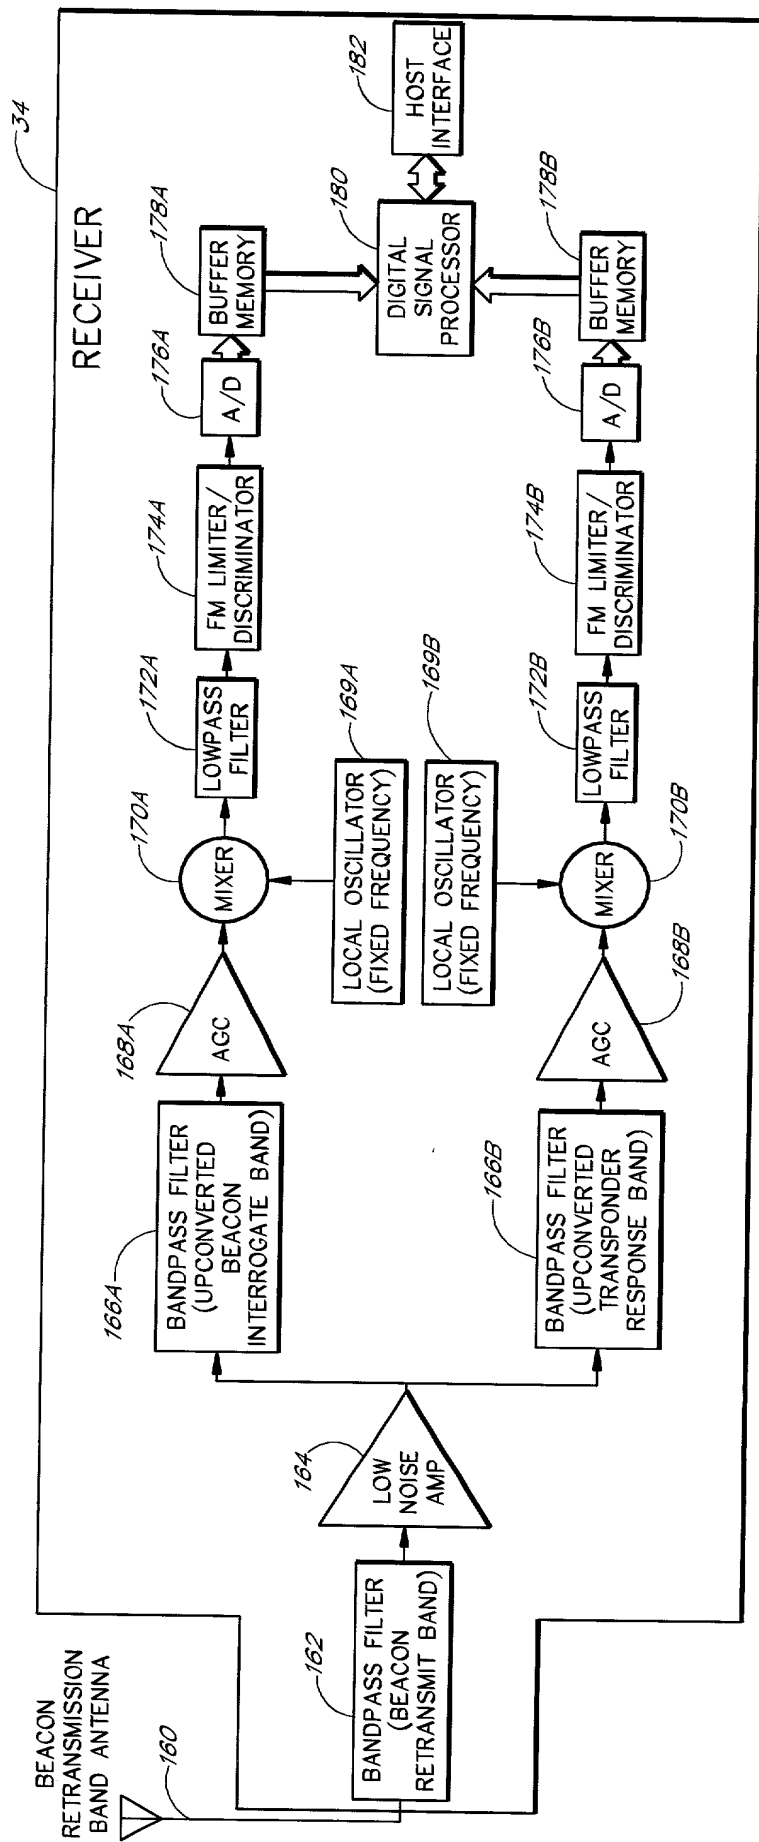 34
RECEIVER
BEACON
RETRANSMISSION
BAND ANTENNA
160
162
BANDPASS FILTER
(BEACON
RETRANSMIT BAND)
164
LOW
NOISE
AMP
166A
BANDPASS FILTER
(UPCONVERTED
BEACON
INTERROGATE BAND)
168A
AGC
170A
MIXER
172A
LOWPASS
FILTER
174A
FM LIMITER/
DISCRIMINATOR
176A
A/D
178A
BUFFER
MEMORY
169A
LOCAL OSCILLATOR
(FIXED FREQUENCY)
169B
LOCAL OSCILLATOR
(FIXED FREQUENCY)
180
DIGITAL
SIGNAL
PROCESSOR
182
HOST
INTERFACE
166B
BANDPASS FILTER
(UPCONVERTED
TRANSPONDER
RESPONSE BAND)
168B
AGC
170B
MIXER
172B
LOWPASS
FILTER
174B
FM LIMITER/
DISCRIMINATOR
176B
A/D
178B
BUFFER
MEMORY